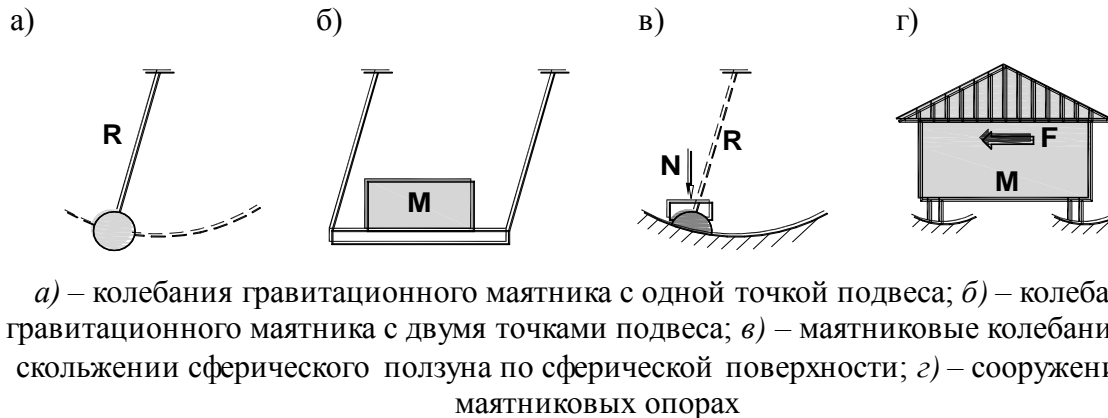 а) б) в) г)
R M N R F M
а) – колебания гравитационного маятника с одной точкой подвеса; б) – колеба
гравитационного маятника с двумя точками подвеса; в) – маятниковые колебани
скольжении сферического ползуна по сферической поверхности; г) – сооружени
маятниковых опорах